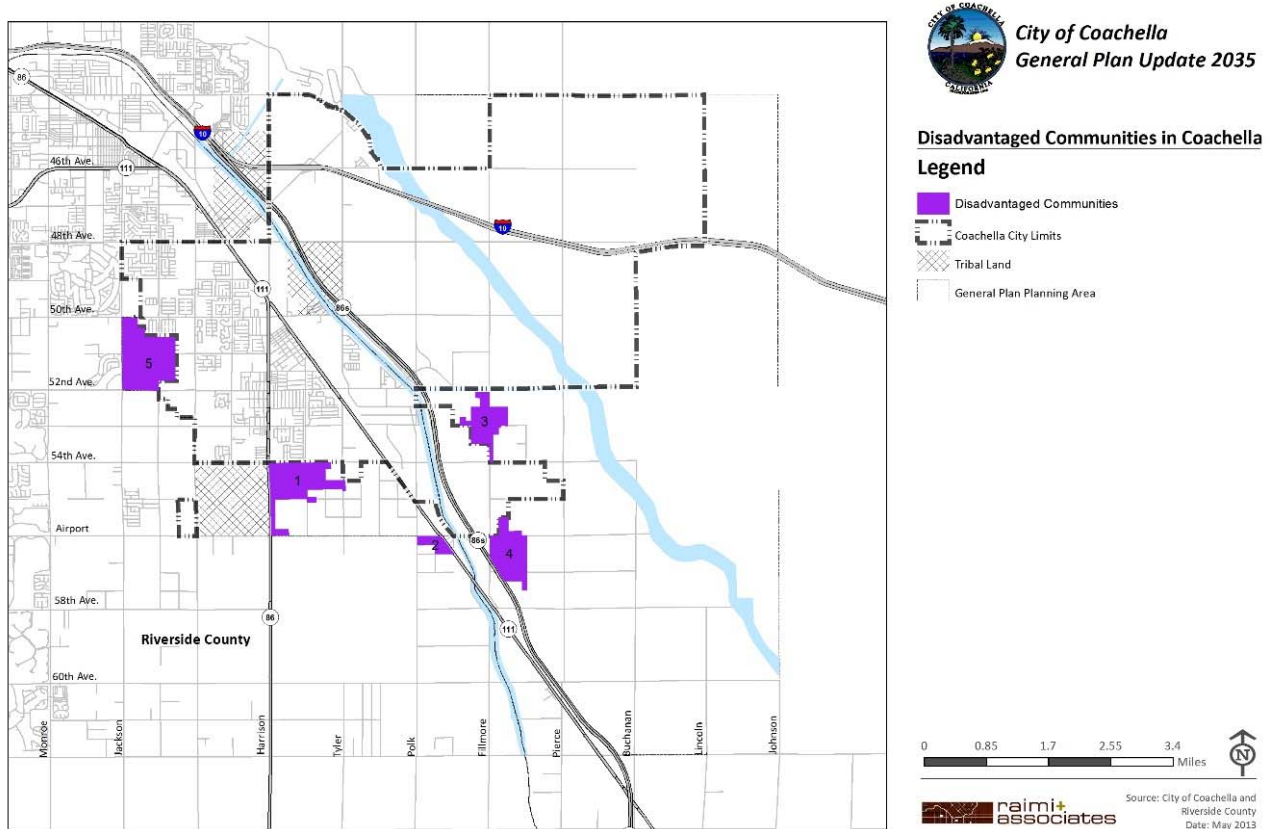 CITY OF COACHELLA
CALIFORNIA
City of Coachella
General Plan Update 2035
Disadvantaged Communities in Coachella
Legend
Disadvantaged Communities
Coachella City Limits
Tribal Land
General Plan Planning Area
86
10
46th Ave.
111
10
48th Ave.
111
50th Ave.
86s
5
52nd Ave.
3
54th Ave.
1
Airport
2
86s
4
58th Ave.
86
111
Riverside County
60th Ave.
Monroe
Jackson
Harrison
Tyler
Polk
Fillmore
Pierce
Buchanan
Lincoln
Johnson
0 0.85 1.7 2.55 3.4
Miles
N
raimi+
associates
Source: City of Coachella and
Riverside County
Date: May 2013